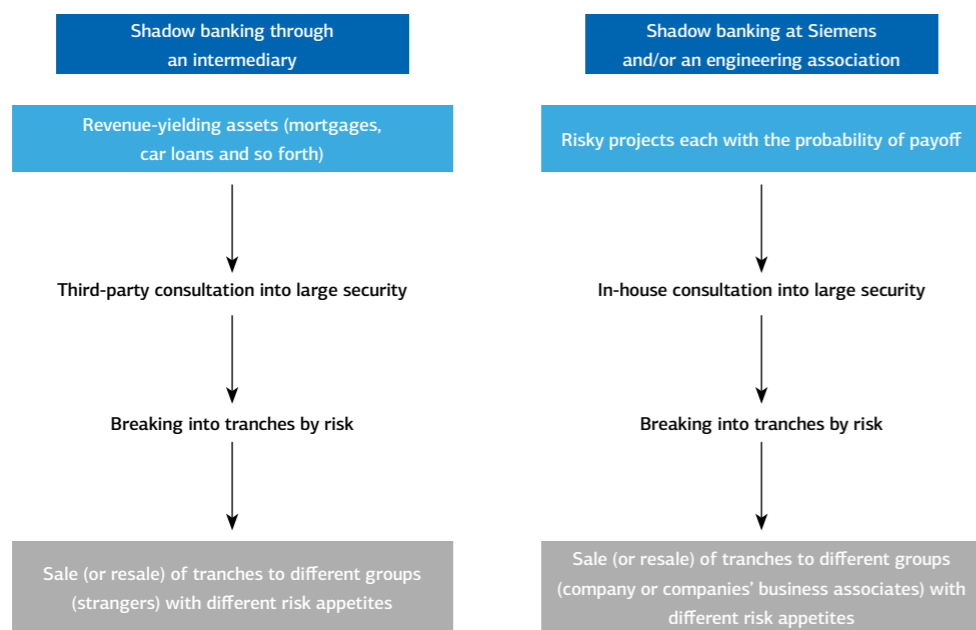 Shadow banking through
an intermediary
Revenue-yielding assets (mortgages,
car loans and so forth)
Third-party consultation into large security
Breaking into tranches by risk
Sale (or resale) of tranches to different groups
(strangers) with different risk appetites
Shadow banking at Siemens
and/or an engineering association
Risky projects each with the probability of payoff
In-house consultation into large security
Breaking into tranches by risk
Sale (or resale) of tranches to different groups
(company or companies’ business associates) with
different risk appetites